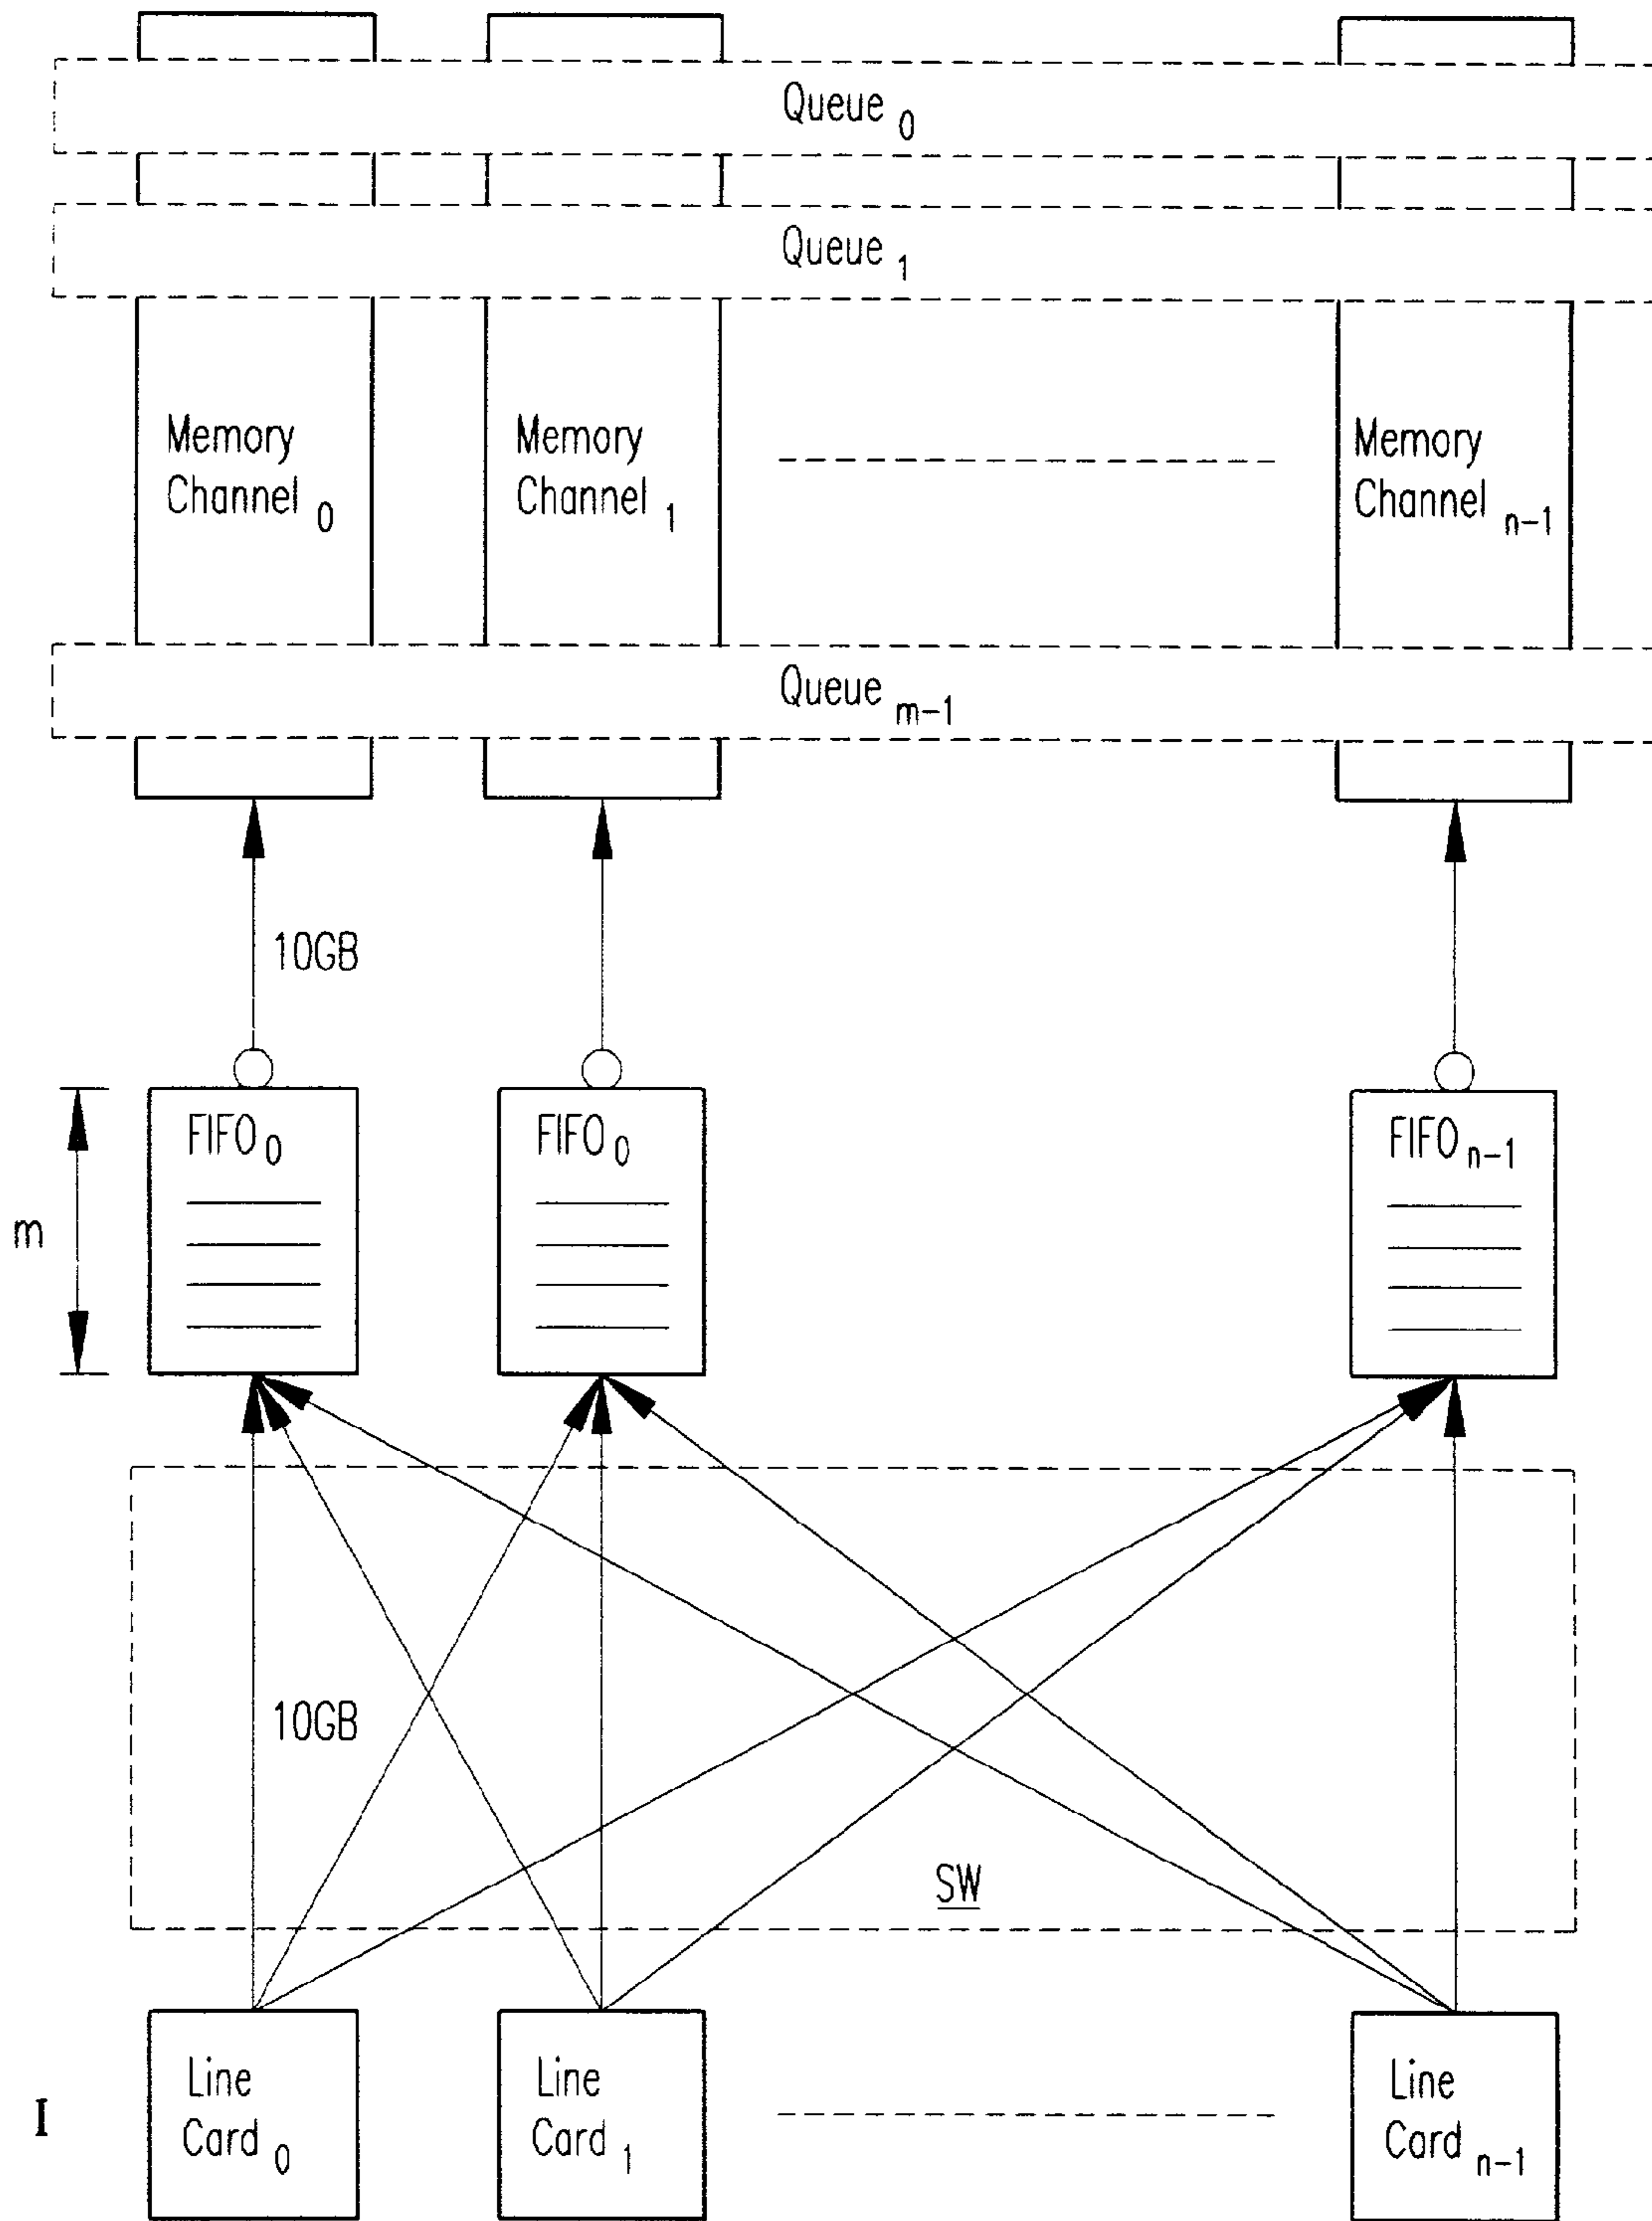 Queue 0
Queue 1
Memory
Channel 0
Memory
Channel 1
Memory
Channel n-1
Queue m-1
10GB
FIFO 0
FIFO 0
FIFO n-1
m
10GB
SW
Line
Card 0
Line
Card 1
Line
Card n-1
I